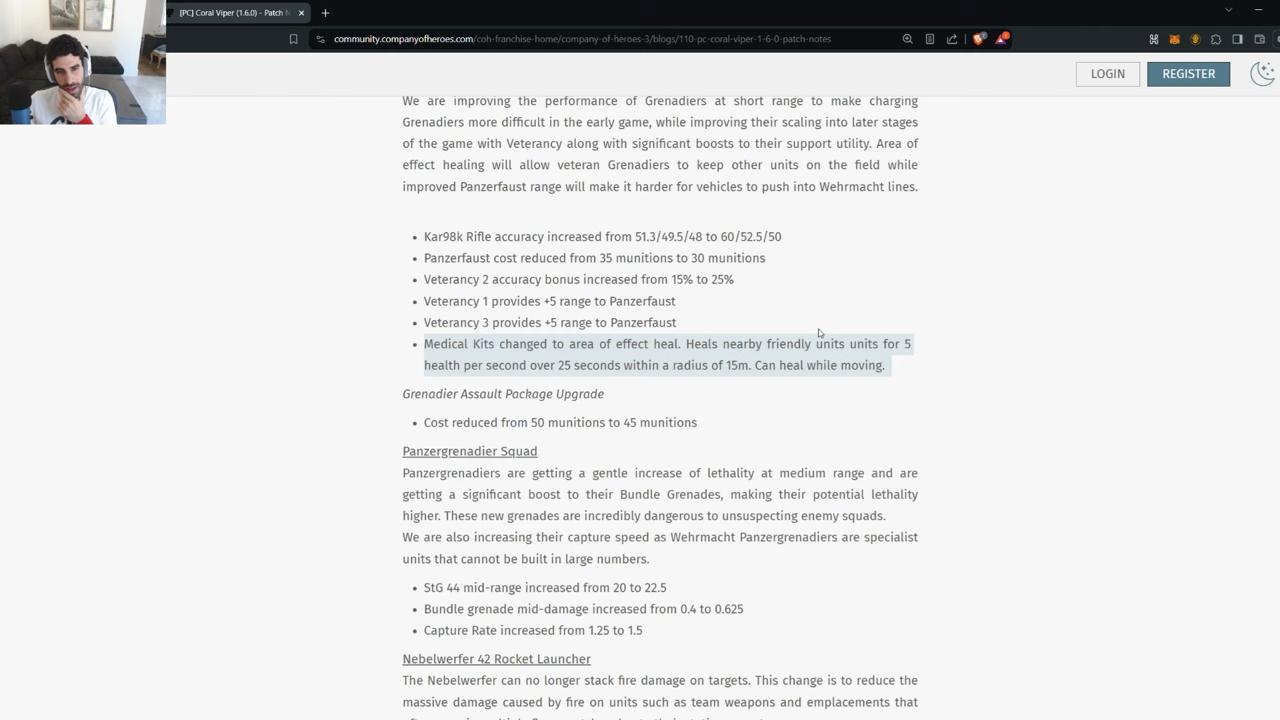 [PC] Coral Viper (1.6.0) - Patch N
community.companyofheroes.com/coh-franchise-home/company-of-heroes-3/blogs/110-pc-coral-viper-1-6-0-patch-notes
LOGIN
REGISTER
We are improving the performance of Grenadiers at short range to make charging
Grenadiers more difficult in the early game, while improving their scaling into later stages
of the game with Veterancy along with significant boosts to their support utility. Area of
effect healing will allow veteran Grenadiers to keep other units on the field while
improved Panzerfaust range will make it harder for vehicles to push into Wehrmacht lines.
• Kar98k Rifle accuracy increased from 51.3/49.5/48 to 60/52.5/50
• Panzerfaust cost reduced from 35 munitions to 30 munitions
• Veterancy 2 accuracy bonus increased from 15% to 25%
• Veterancy 1 provides +5 range to Panzerfaust
• Veterancy 3 provides +5 range to Panzerfaust
• Medical Kits changed to area of effect heal. Heals nearby friendly units units for 5
health per second over 25 seconds within a radius of 15m. Can heal while moving.
Grenadier Assault Package Upgrade
• Cost reduced from 50 munitions to 45 munitions
Panzergrenadier Squad
Panzergrenadiers are getting a gentle increase of lethality at medium range and are
getting a significant boost to their Bundle Grenades, making their potential lethality
higher. These new grenades are incredibly dangerous to unsuspecting enemy squads.
We are also increasing their capture speed as Wehrmacht Panzergrenadiers are specialist
units that cannot be built in large numbers.
• StG 44 mid-range increased from 20 to 22.5
• Bundle grenade mid-damage increased from 0.4 to 0.625
• Capture Rate increased from 1.25 to 1.5
Nebelwerfer 42 Rocket Launcher
The Nebelwerfer can no longer stack fire damage on targets. This change is to reduce the
massive damage caused by fire on units such as team weapons and emplacements that